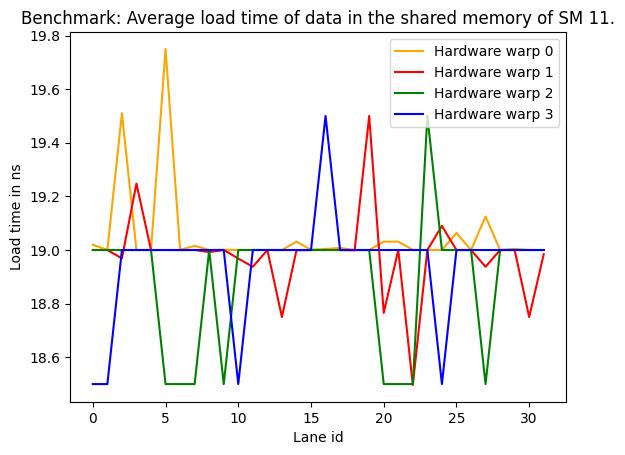 Benchmark: Average load time of data in the shared memory of SM 11.
19.8
19.6
19.4
19.2
19.0
18.8
18.6
Load time in ns
Hardware warp 0
Hardware warp 1
Hardware warp 2
Hardware warp 3
0 5 10 15 20 25 30
Lane id